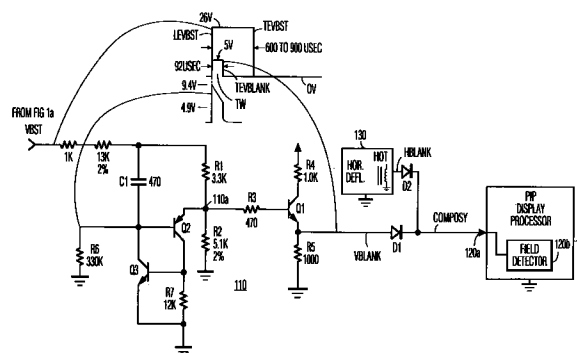 26V
TEVBST
LEVBST
5V
600 TO 900 USEC
92USEC
TEVBLANK
0V
9.4V
TW
4.9V
FROM FIG 1a
VBST
1K
13K
2%
C1
470
R1
3.3K
110a
R3
470
R4
1.0K
Q1
130
HOT
HOR.
DEFL.
HBLANK
D2
PIP
DISPLAY
PROCESSOR
FIELD
DETECTOR
120b
COMPOSY
120a
Q2
R2
5.1K
2%
R6
330K
R5
1000
VBLANK
D1
Q3
R7
12K
110